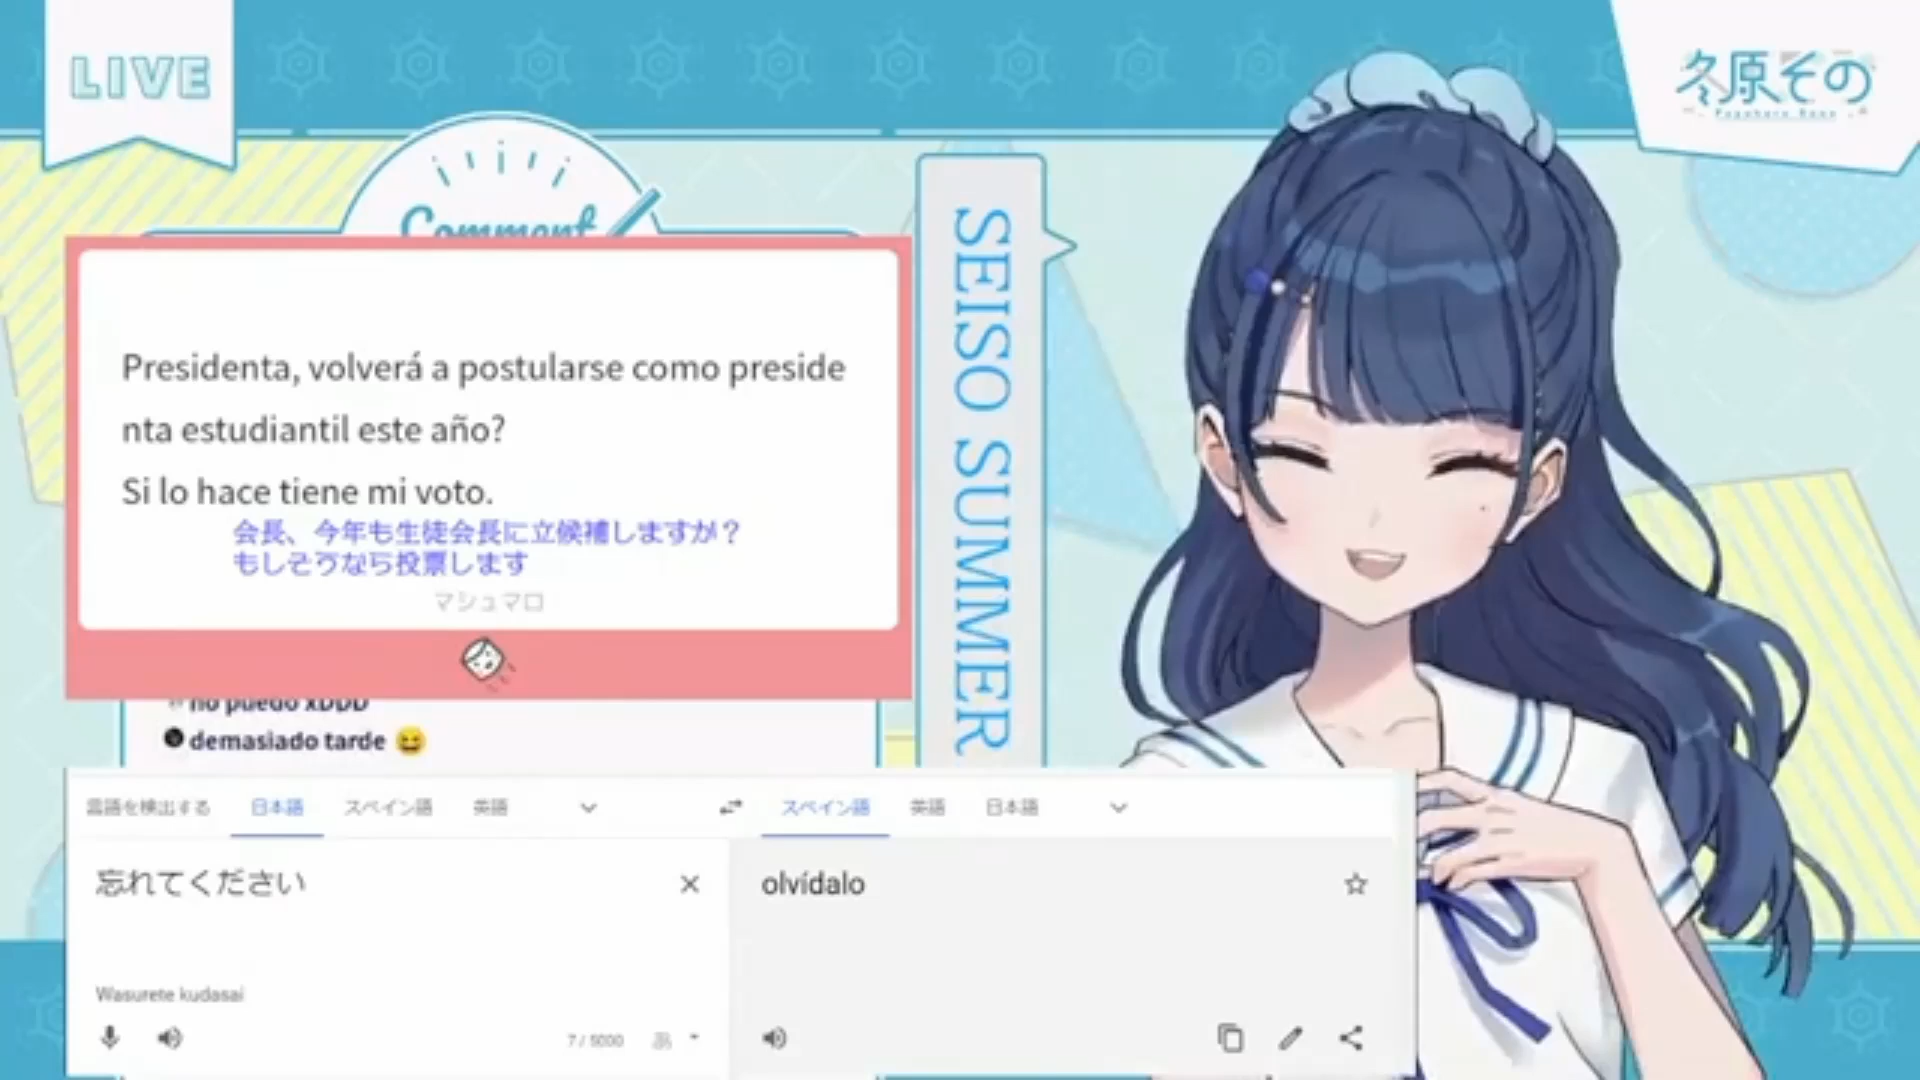 LIVE
冬原その
Comment
SEISO SUMMER
Presidenta, volverá a postularse como preside
nta estudiantil este año?
Si lo hace tiene mi voto.
会長、今年も生徒会長に立候補しますか？
もしそうなら投票します
マシュマロ
no puedo xDDD
demasiado tarde 😆
言語を検出する 日本語 スペイン語 英語
スペイン語 英語 日本語
忘れてください
olvídalo
Wasurete kudasai
7 / 5000